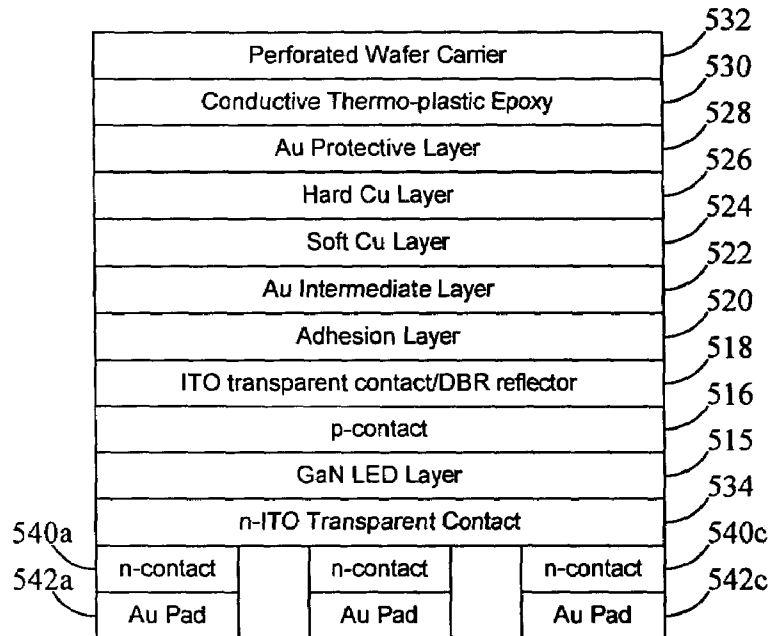 532
Perforated Wafer Carrier
530
Conductive Thermo-plastic Epoxy
528
Au Protective Layer
526
Hard Cu Layer
524
Soft Cu Layer
522
Au Intermediate Layer
520
Adhesion Layer
518
ITO transparent contact/DBR reflector
516
p-contact
515
GaN LED Layer
534
n-ITO Transparent Contact
540a 540c
n-contact n-contact n-contact
542a 542c
Au Pad Au Pad Au Pad